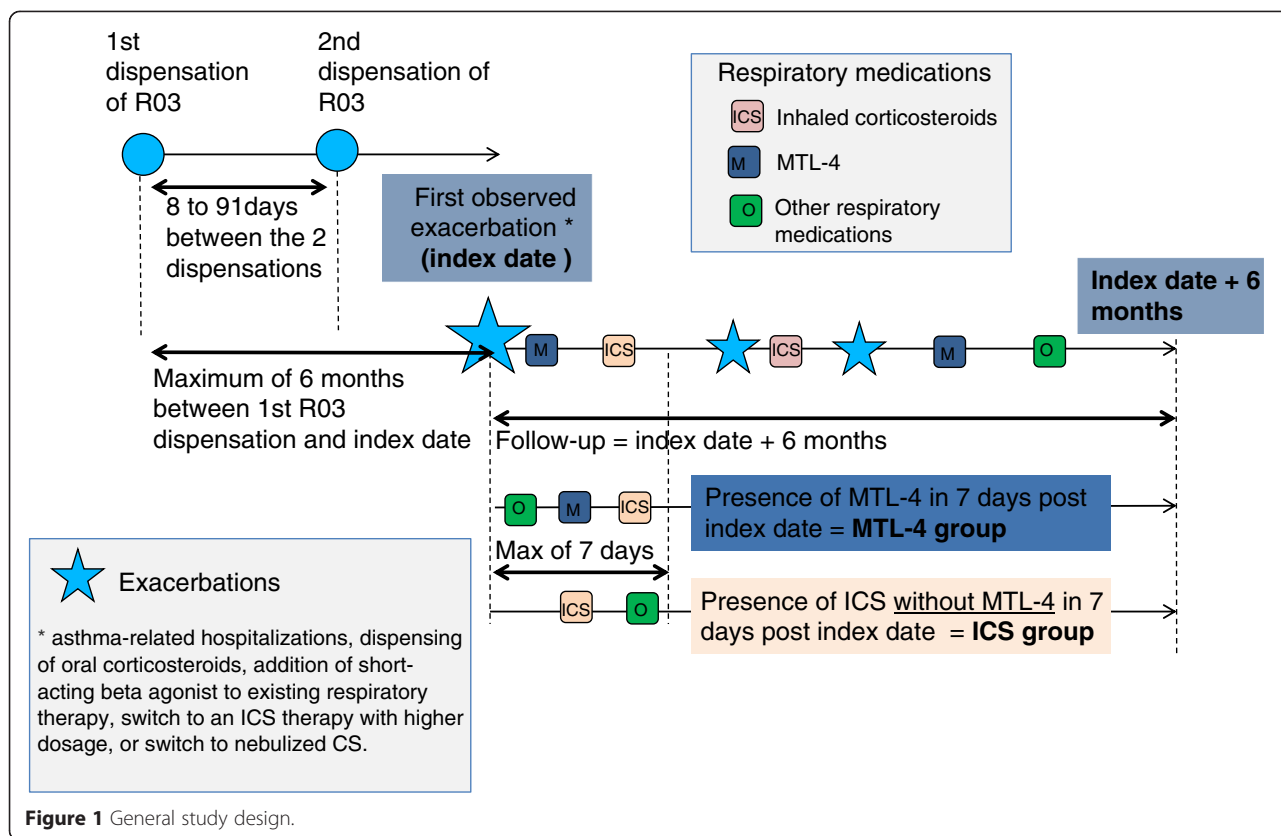 1st
dispensation
of R03
2nd
dispensation of
R03
8 to 91days
between the 2
dispensations
First observed
exacerbation *
(index date )
Respiratory medications
ICS Inhaled corticosteroids
M MTL-4
O Other respiratory
medications
Index date + 6
months
M ICS ICS M O
Maximum of 6 months
between 1st R03
dispensation and index date
Follow-up = index date + 6 months
O M ICS
Presence of MTL-4 in 7 days post
index date = MTL-4 group
Max of 7 days
ICS O
Presence of ICS without MTL-4 in 7
days post index date = ICS group
Exacerbations
* asthma-related hospitalizations, dispensing
of oral corticosteroids, addition of short-
acting beta agonist to existing respiratory
therapy, switch to an ICS therapy with higher
dosage, or switch to nebulized CS.
Figure 1 General study design.